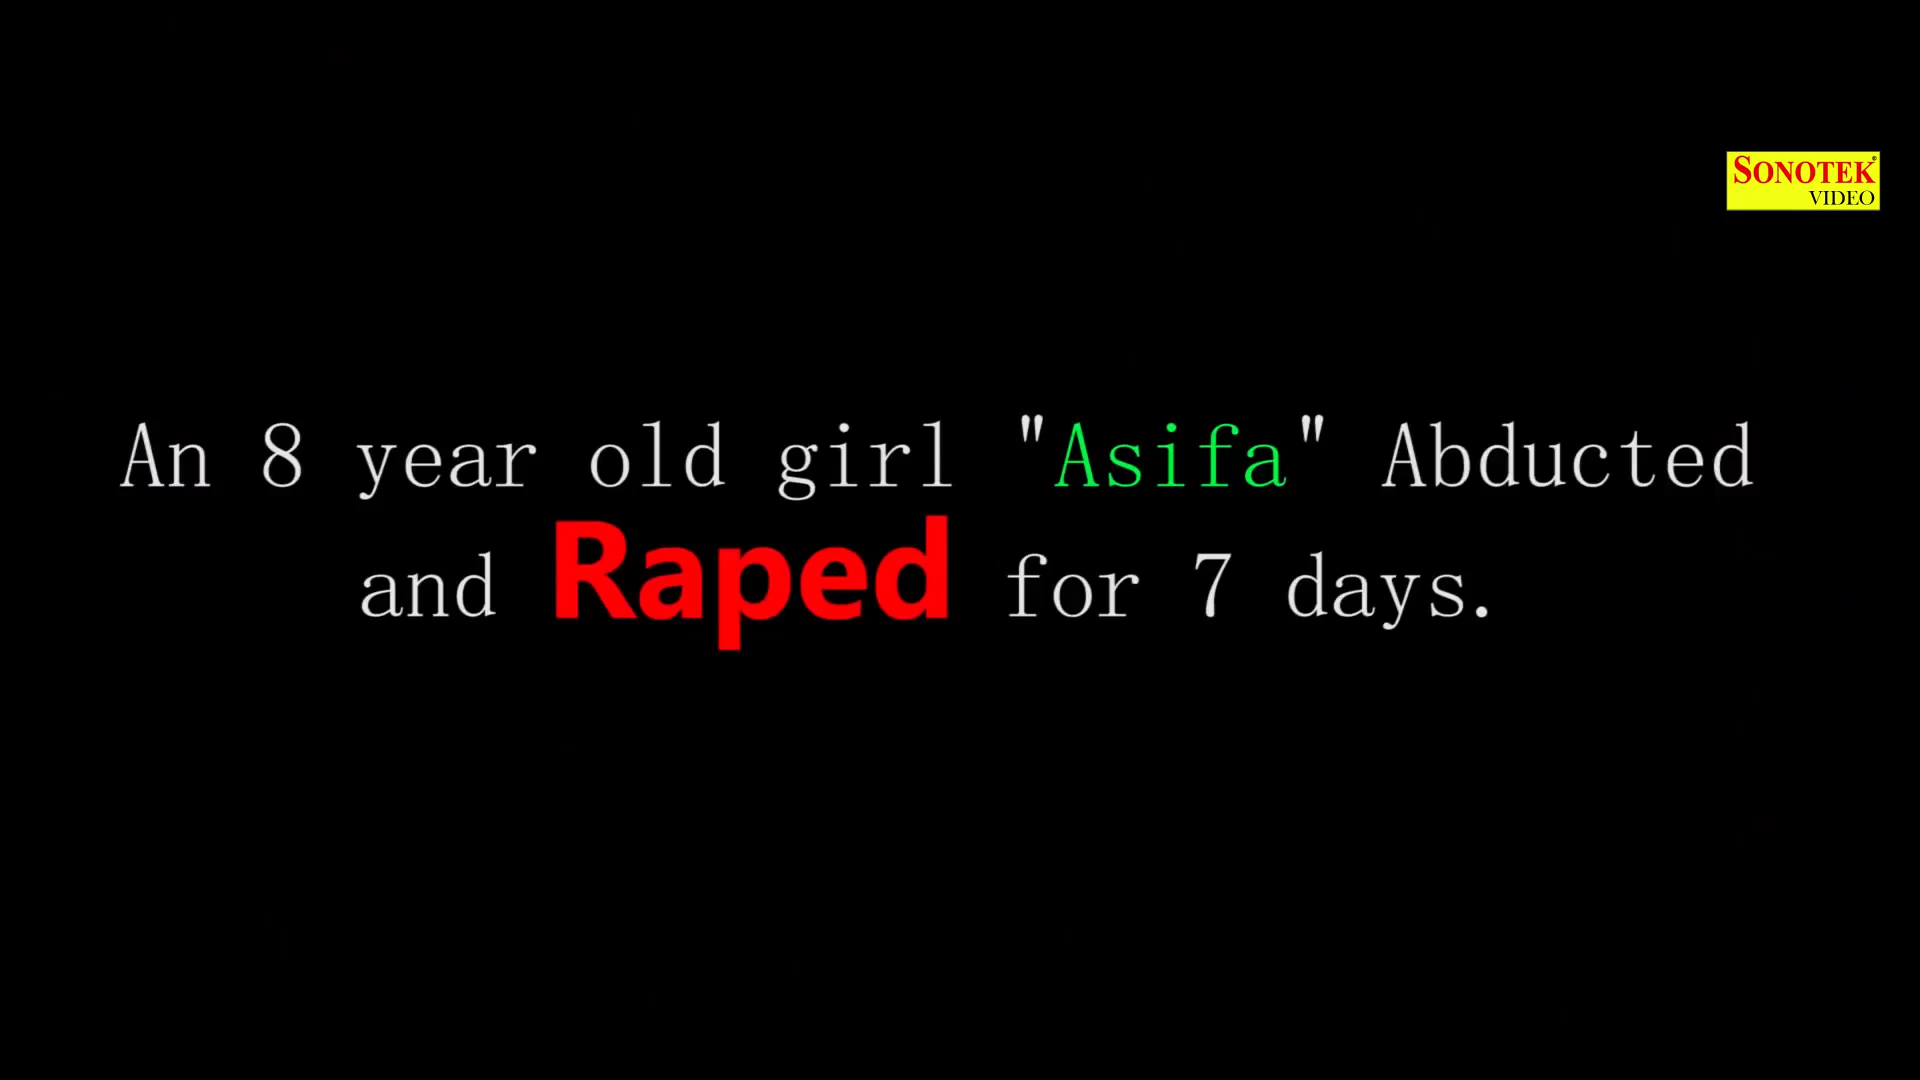 SONOTEK
VIDEO
An 8 year old girl "Asifa" Abducted
and Raped for 7 days.